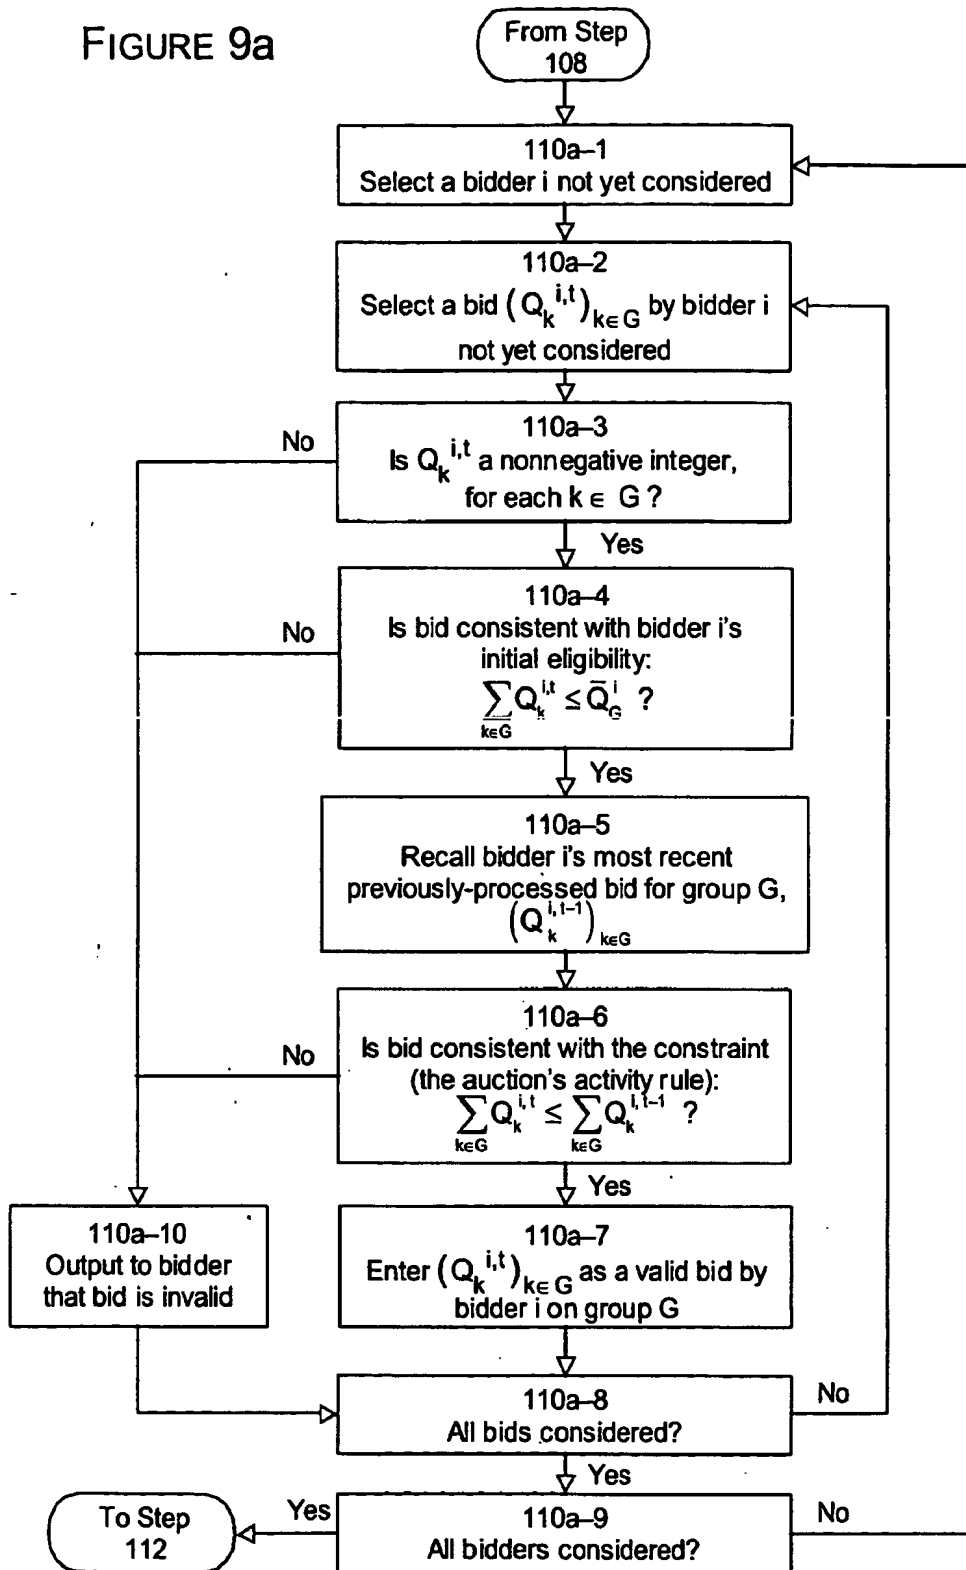 FIGURE 9a
From Step
108
110a–1
Select a bidder i not yet considered
110a–2
Select a bid (Q_k^{i,t})_{k∈G} by bidder i
not yet considered
110a–3
Is Q_k^{i,t} a nonnegative integer,
for each k ∈ G ?
No
Yes
110a–4
Is bid consistent with bidder i's
initial eligibility:
∑_{k∈G} Q_k^{i,t} ≤ Q̄_G^i ?
No
Yes
110a–5
Recall bidder i's most recent
previously-processed bid for group G,
(Q_k^{i,t–1})_{k∈G}
110a–6
Is bid consistent with the constraint
(the auction's activity rule):
∑_{k∈G} Q_k^{i,t} ≤ ∑_{k∈G} Q_k^{i,t–1} ?
No
Yes
110a–10
Output to bidder
that bid is invalid
110a–7
Enter (Q_k^{i,t})_{k∈G} as a valid bid by
bidder i on group G
110a–8
All bids considered?
No
Yes
110a–9
All bidders considered?
Yes
No
To Step
112